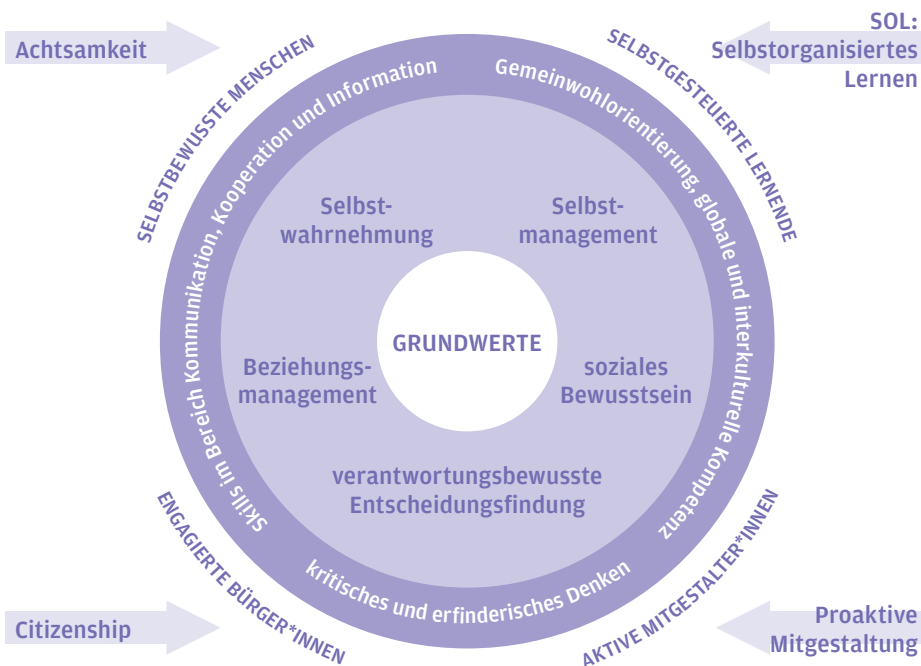 Achtsamkeit
SOL:
Selbstorganisiertes
Lernen
SELBSTBEWUSSTE MENSCHEN
SELBSTGESTEUERTE LERNENDE
Skills im Bereich Kommunikation, Kooperation und Information
Gemeinwohlorientierung, globale und interkulturelle Kompetenz
Selbst-
wahrnehmung
Selbst-
management
GRUNDWERTE
Beziehungs-
management
soziales
Bewusstsein
verantwortungsbewusste
Entscheidungsfindung
kritisches und erfinderisches Denken
ENGAGIERTE BÜRGER*INNEN
AKTIVE MITGESTALTER*INNEN
Citizenship
Proaktive
Mitgestaltung